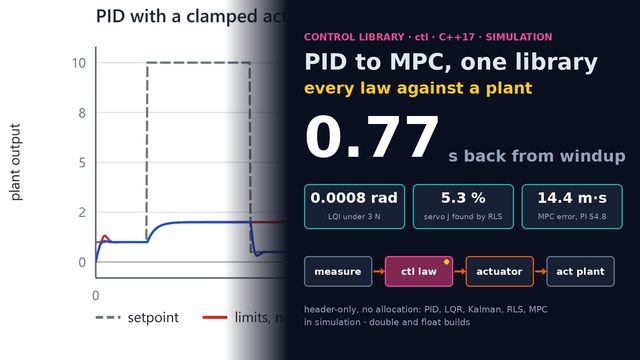 PID with a clamped act
10
8
5
2
0
0
plant output
setpoint
limits, n
CONTROL LIBRARY · ctl · C++17 · SIMULATION
PID to MPC, one library
every law against a plant
0.77 s back from windup
0.0008 rad
LQI under 3 N
5.3 %
servo J found by RLS
14.4 m·s
MPC error, PI 54.8
measure
ctl law
actuator
act plant
header-only, no allocation: PID, LQR, Kalman, RLS, MPC
in simulation · double and float builds